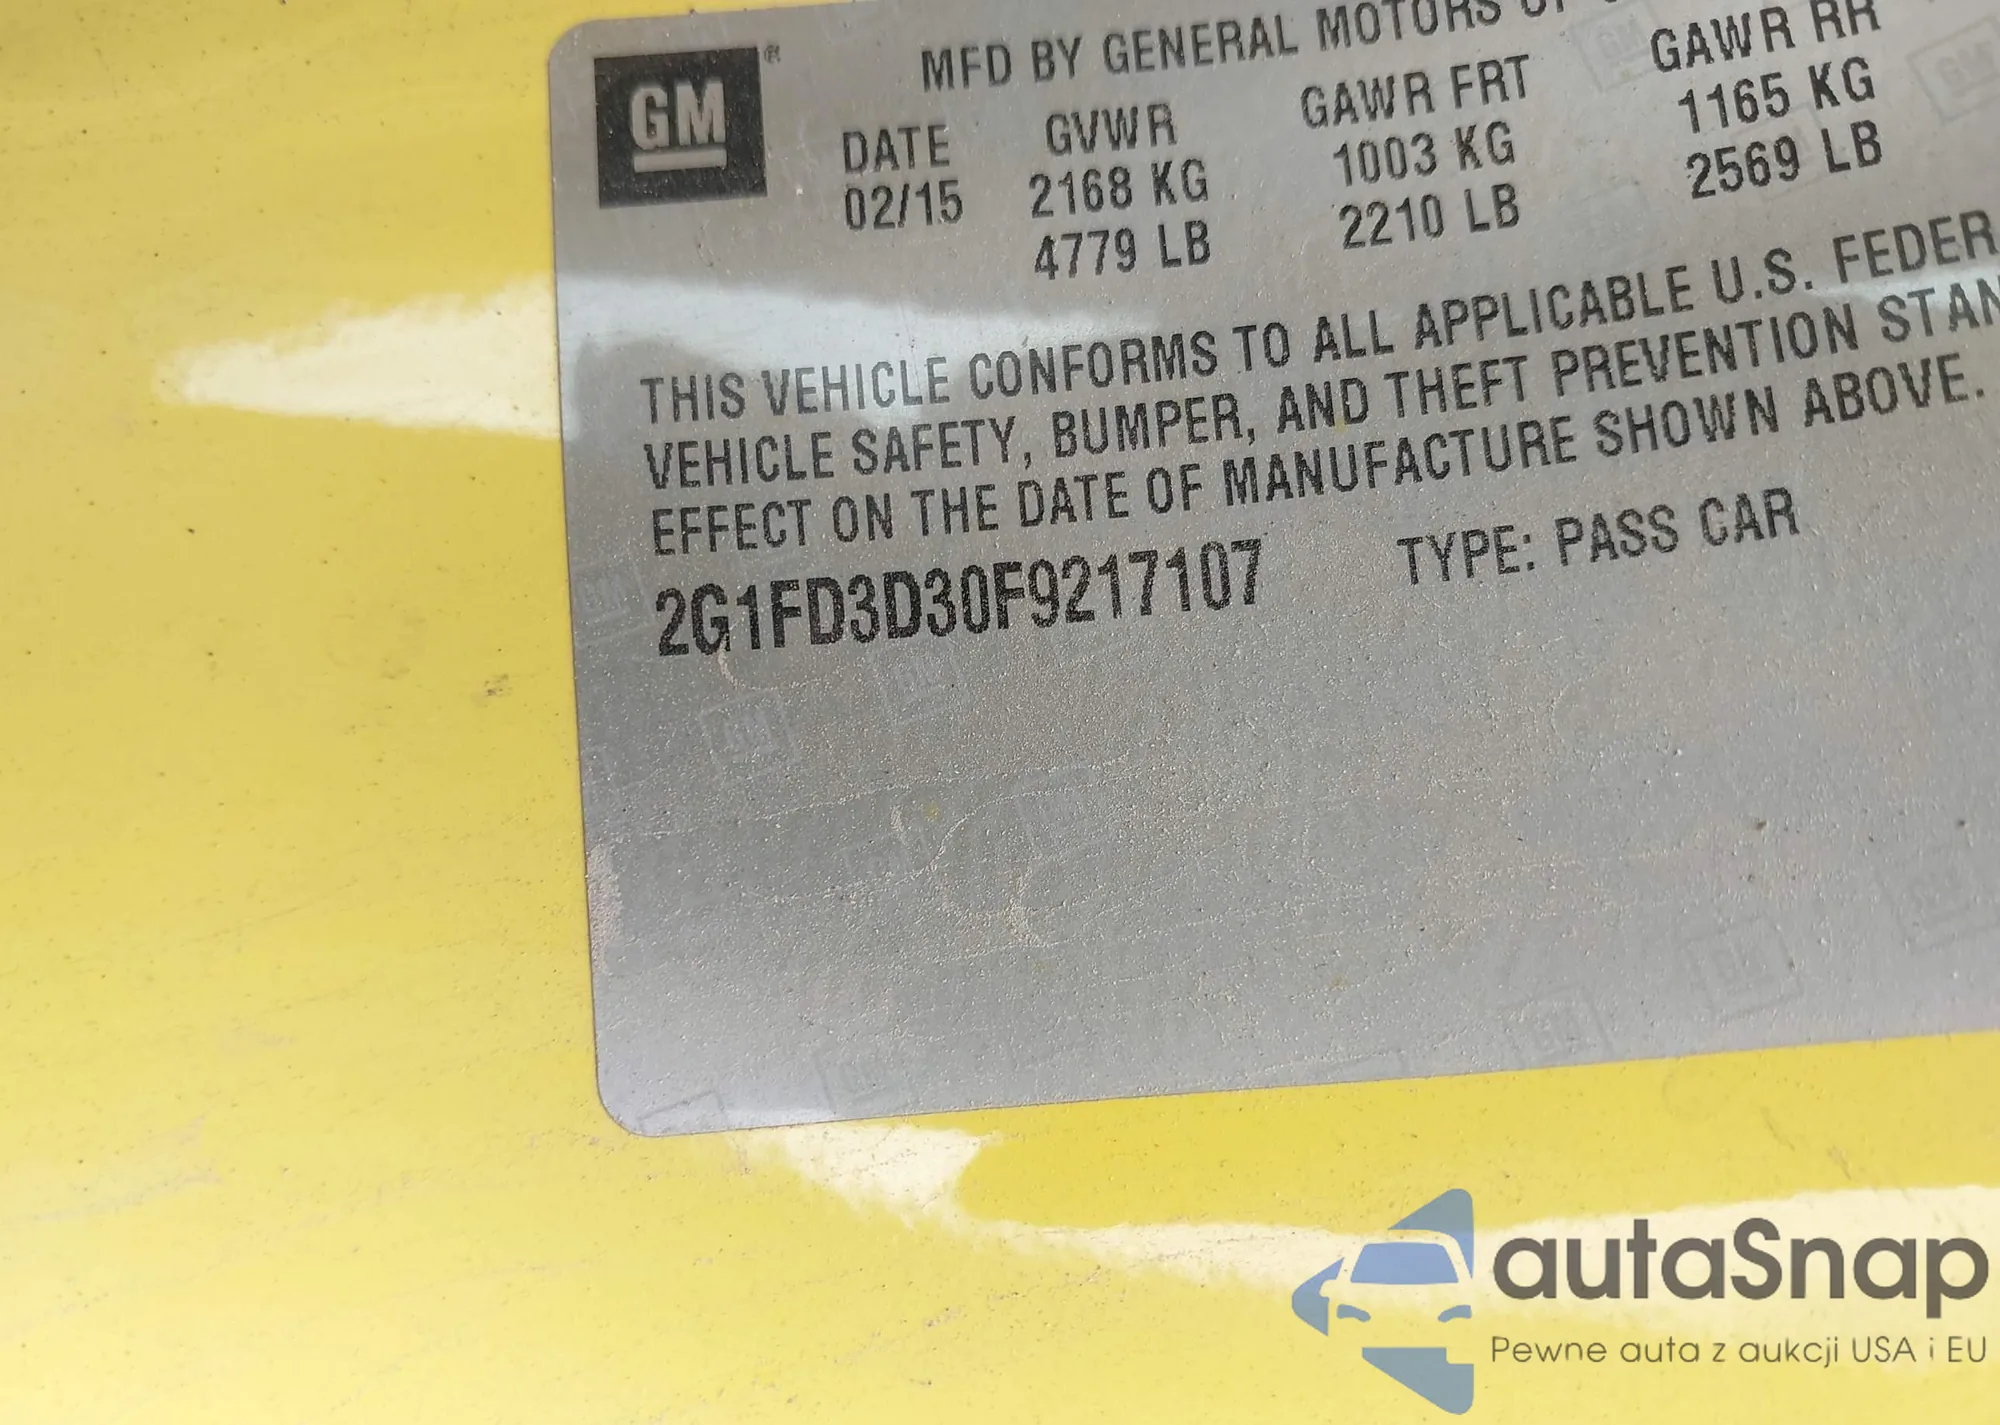 GM®
MFD BY GENERAL MOTORS OF
DATE GVWR GAWR FRT GAWR RR
02/15 2168 KG 1003 KG 1165 KG
4779 LB 2210 LB 2569 LB
THIS VEHICLE CONFORMS TO ALL APPLICABLE U.S.
VEHICLE SAFETY, BUMPER, AND THEFT PREVENTION
EFFECT ON THE DATE OF MANUFACTURE SHOWN ABOVE.
2G1FD3D30F9217107 TYPE: PASS CAR
autaSnap
Pewne auta z aukcji USA i EU